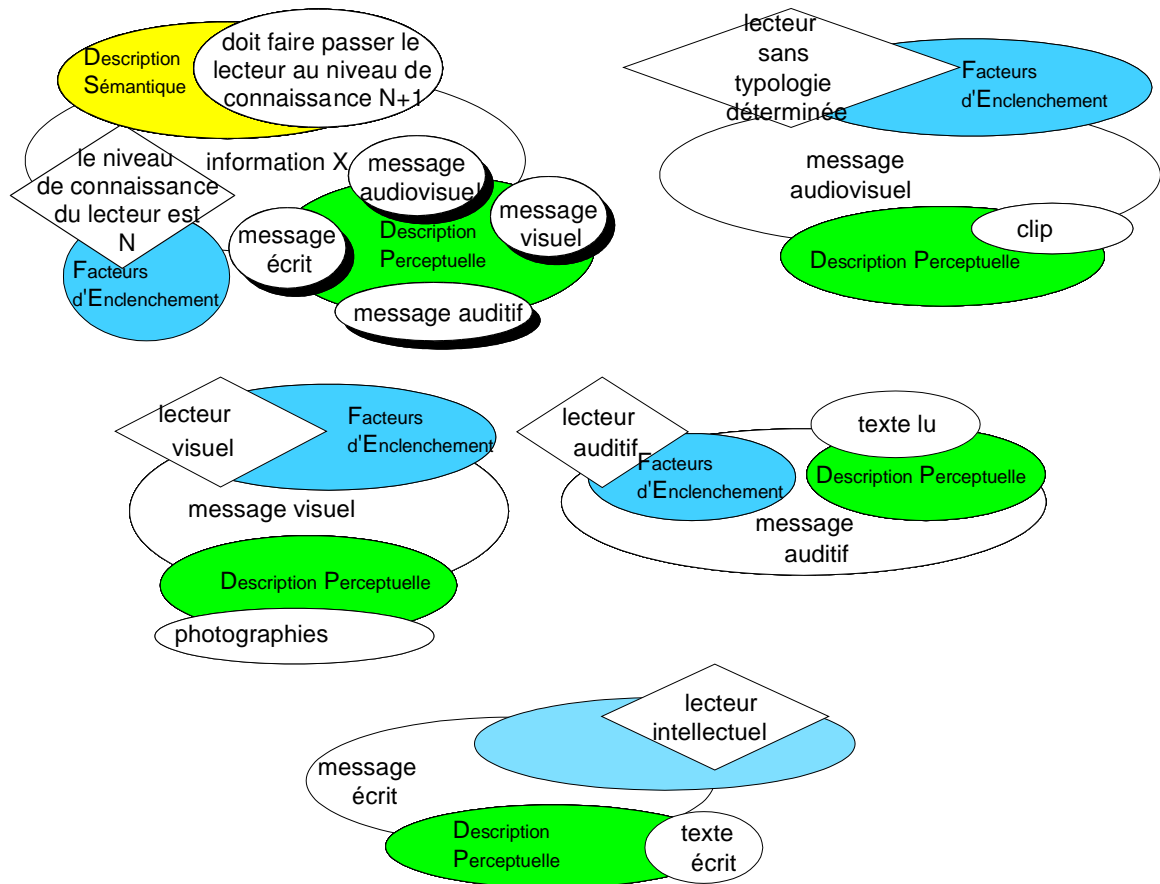 Description
Sémantique
doit faire passer le
lecteur au niveau de
connaissance N+1
le niveau
de connaissance
du lecteur est
N
information X
message
audiovisuel
message
visuel
message
écrit
Description
Perceptuelle
message auditif
Facteurs
d'Enclenchement
lecteur
sans
typologie
déterminée
Facteurs
d'Enclenchement
message
audiovisuel
clip
Description Perceptuelle
lecteur
visuel
Facteurs
d'Enclenchement
message visuel
Description Perceptuelle
photographies
lecteur
auditif
Facteurs
d'Enclenchement
texte lu
Description Perceptuelle
message
auditif
lecteur
intellectuel
message
écrit
Description
Perceptuelle
texte
écrit